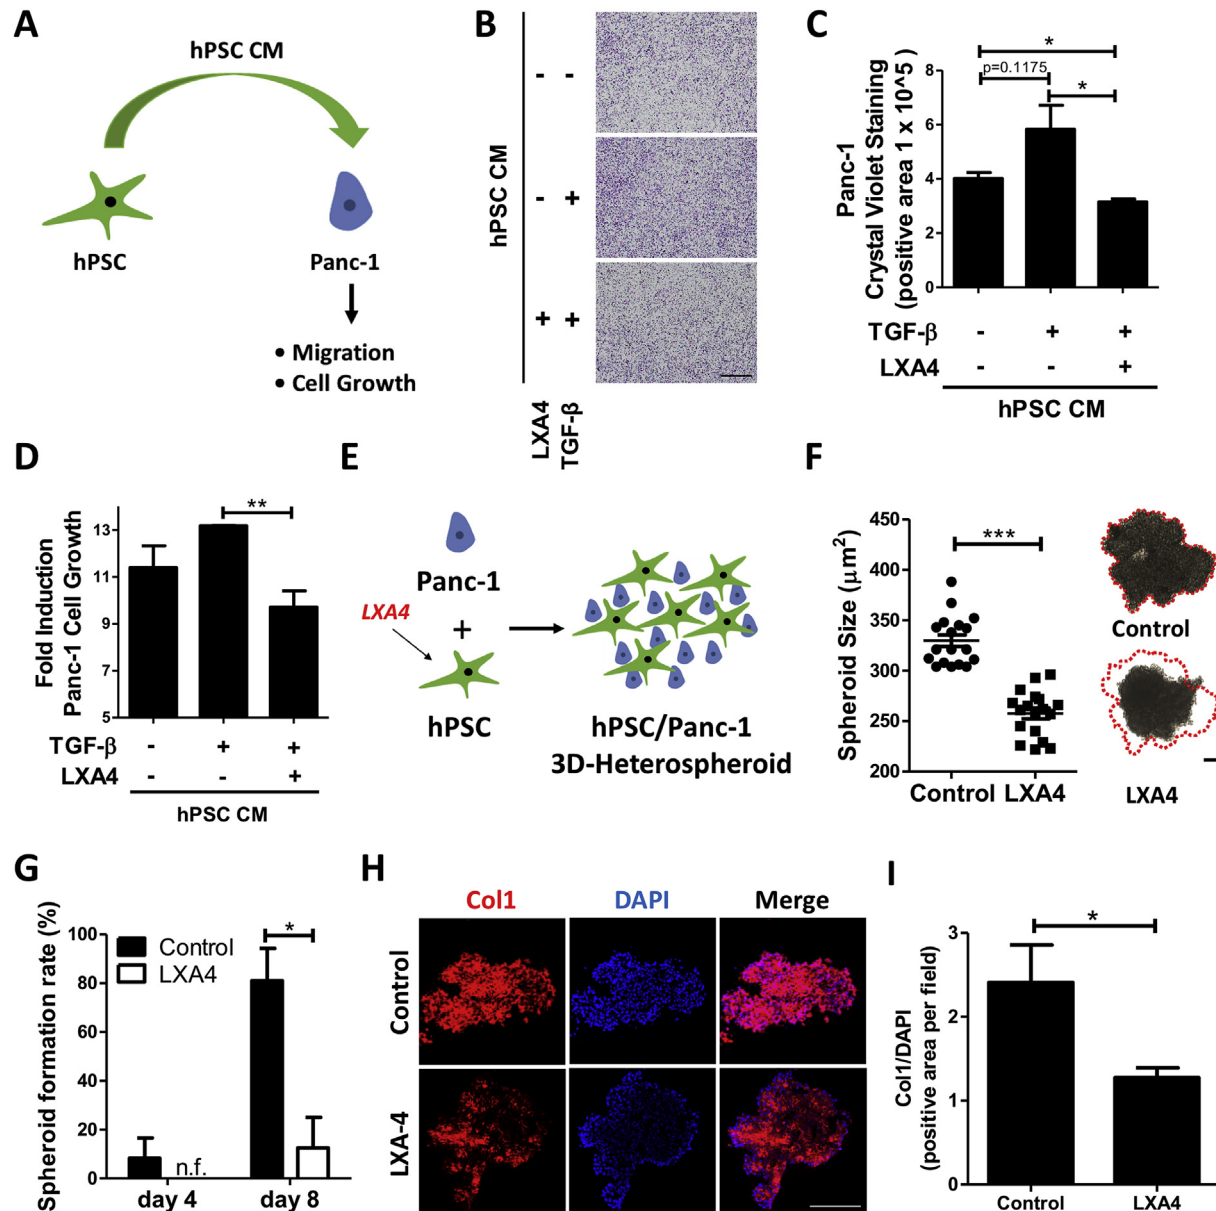 A
hPSC CM
hPSC
Panc-1
• Migration
• Cell Growth
B
hPSC CM
- -
- +
+ +
LXA4
TGF-β
C
Panc-1
Crystal Violet Staining
(positive area 1 x 10^5)
8
6
4
2
0
*
p=0.1175
*
TGF-β - + +
LXA4 - - +
hPSC CM
D
Fold Induction
Panc-1 Cell Growth
13
11
9
7
5
**
TGF-β - + +
LXA4 - - +
hPSC CM
E
Panc-1
LXA4
+
hPSC
hPSC/Panc-1
3D-Heterospheroid
F
Spheroid Size (μm²)
450
400
350
300
250
200
***
Control LXA4
Control
LXA4
G
Spheroid formation rate (%)
100
80
60
40
20
0
Control
LXA4
*
n.f.
day 4 day 8
H
Col1 DAPI Merge
Control
LXA-4
I
Col1/DAPI
(positive area per field)
3
2
1
0
*
Control LXA4